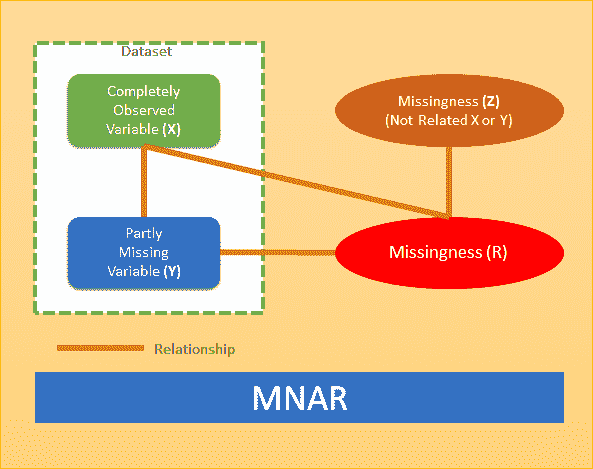 Dataset
Completely
Observed
Variable (X)
Missingness (Z)
(Not Related X or Y)
Partly
Missing
Variable (Y)
Missingness (R)
Relationship
MNAR